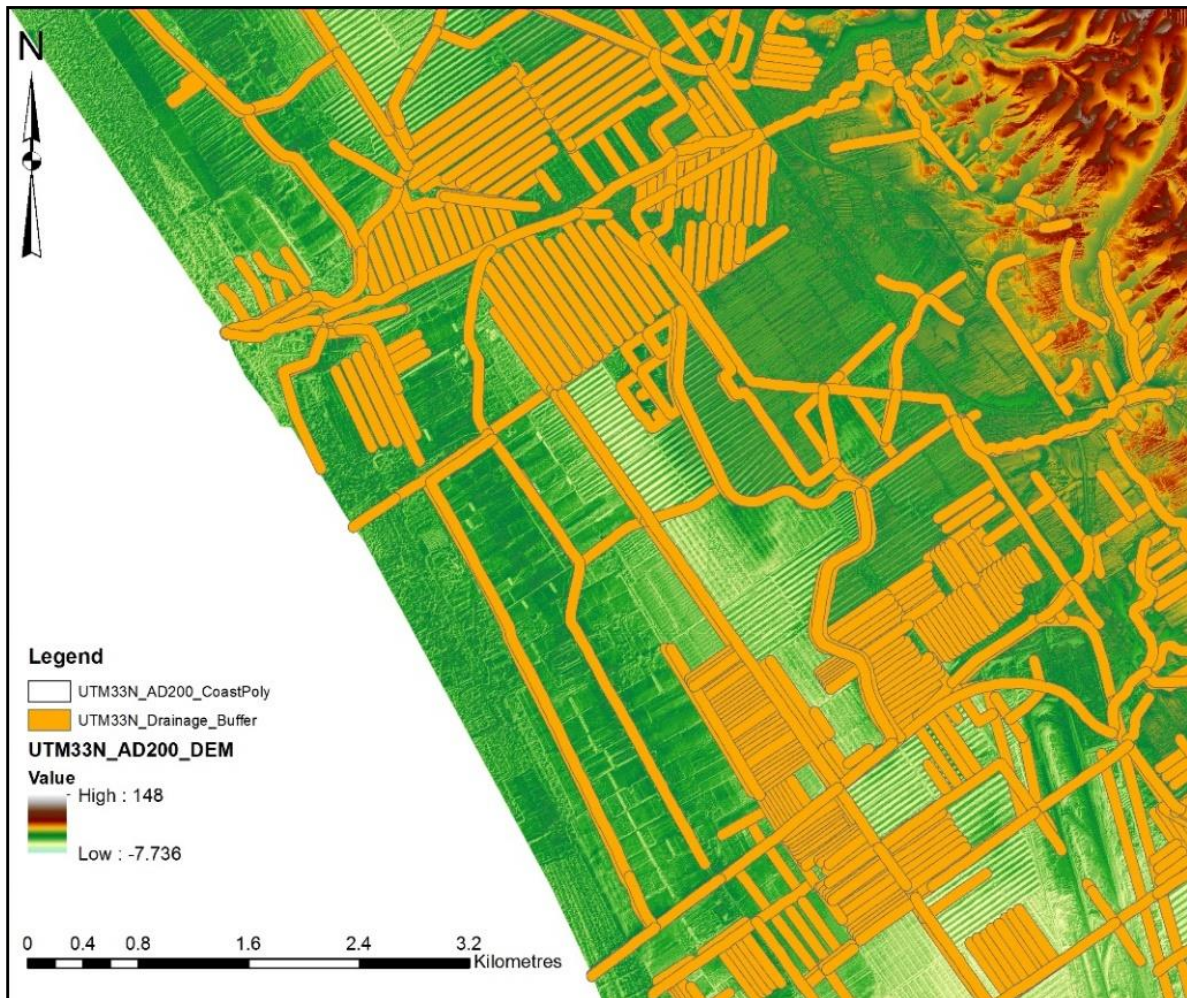 N
Legend
UTM33N_AD200_CoastPoly
UTM33N_Drainage_Buffer
UTM33N_AD200_DEM
Value
High : 148
Low : -7.736
0 0.4 0.8 1.6 2.4 3.2
Kilometres